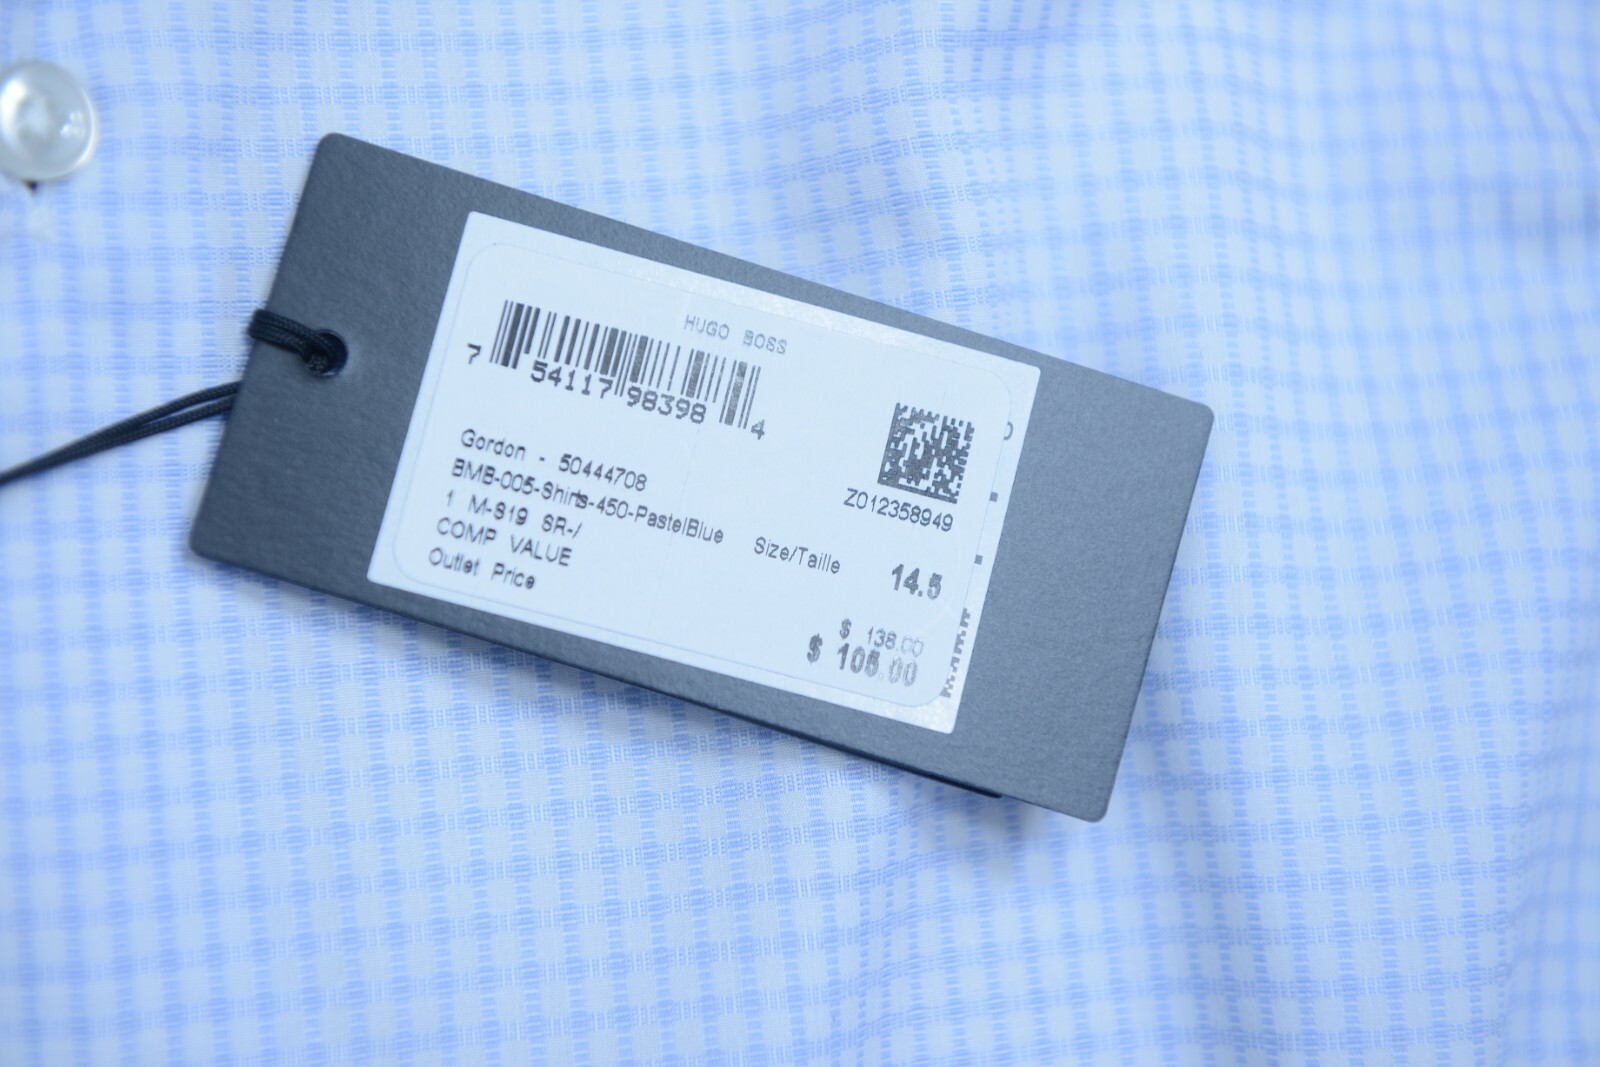 HUGO BOSS
7 54117 98398 4
Z012358949
Gordon - 50444708
BMB-005-Shirts-450-PastelBlue
Size/Taille 14.5
1 M-S19 SR-/
COMP VALUE $ 138.00
Outlet Price $ 105.00